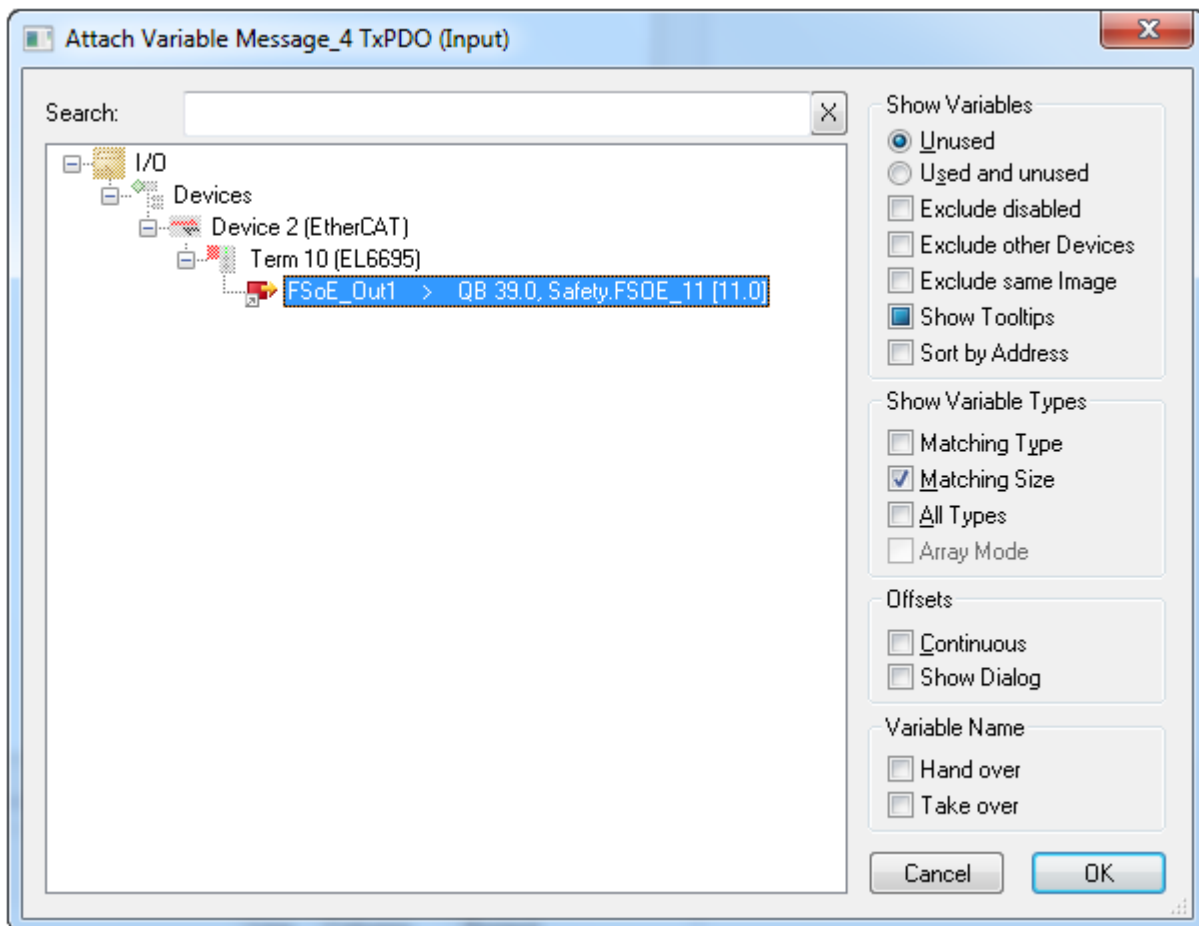 Attach Variable Message_4 TxPDO (Input)
Search:
I/O
Devices
Device 2 (EtherCAT)
Term 10 (EL6695)
FSoE_Out1 > QB 39.0, Safety.FSOE_11 [11.0]
Show Variables
Unused
Used and unused
Exclude disabled
Exclude other Devices
Exclude same Image
Show Tooltips
Sort by Address
Show Variable Types
Matching Type
Matching Size
All Types
Array Mode
Offsets
Continuous
Show Dialog
Variable Name
Hand over
Take over
Cancel
OK